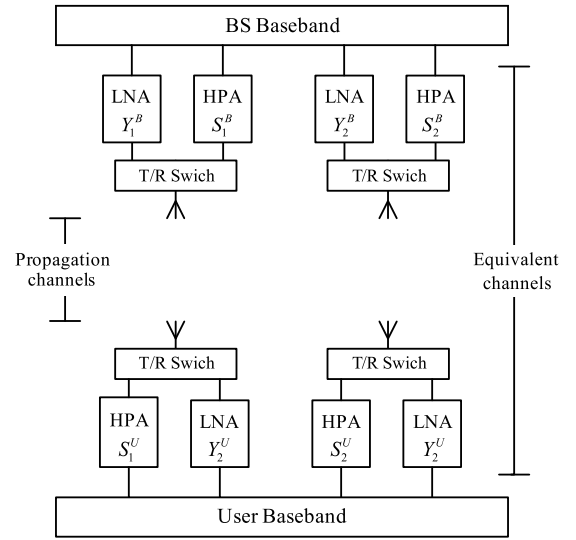 BS Baseband
LNA HPA LNA HPA
Y_1^B S_1^B Y_2^B S_2^B
T/R Swich T/R Swich
Propagation
channels
Equivalent
channels
T/R Swich T/R Swich
HPA LNA HPA LNA
S_1^U Y_2^U S_2^U Y_2^U
User Baseband